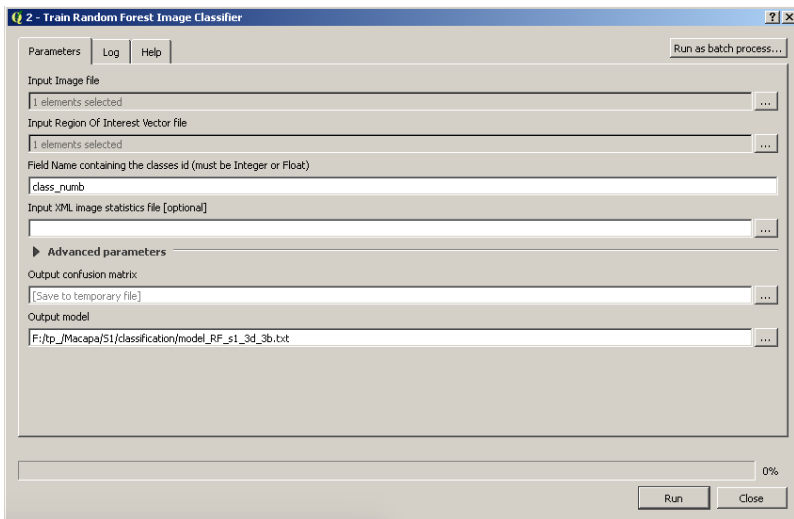 2 - Train Random Forest Image Classifier
Parameters Log Help Run as batch process...
Input Image file
1 elements selected ...
Input Region Of Interest Vector file
1 elements selected ...
Field Name containing the classes id (must be Integer or Float)
class_numb
Input XML image statistics file [optional]
...
Advanced parameters
Output confusion matrix
[Save to temporary file] ...
Output model
F:/tp_/Macapa/S1/classification/model_RF_s1_3d_3b.txt ...
0%
Run Close